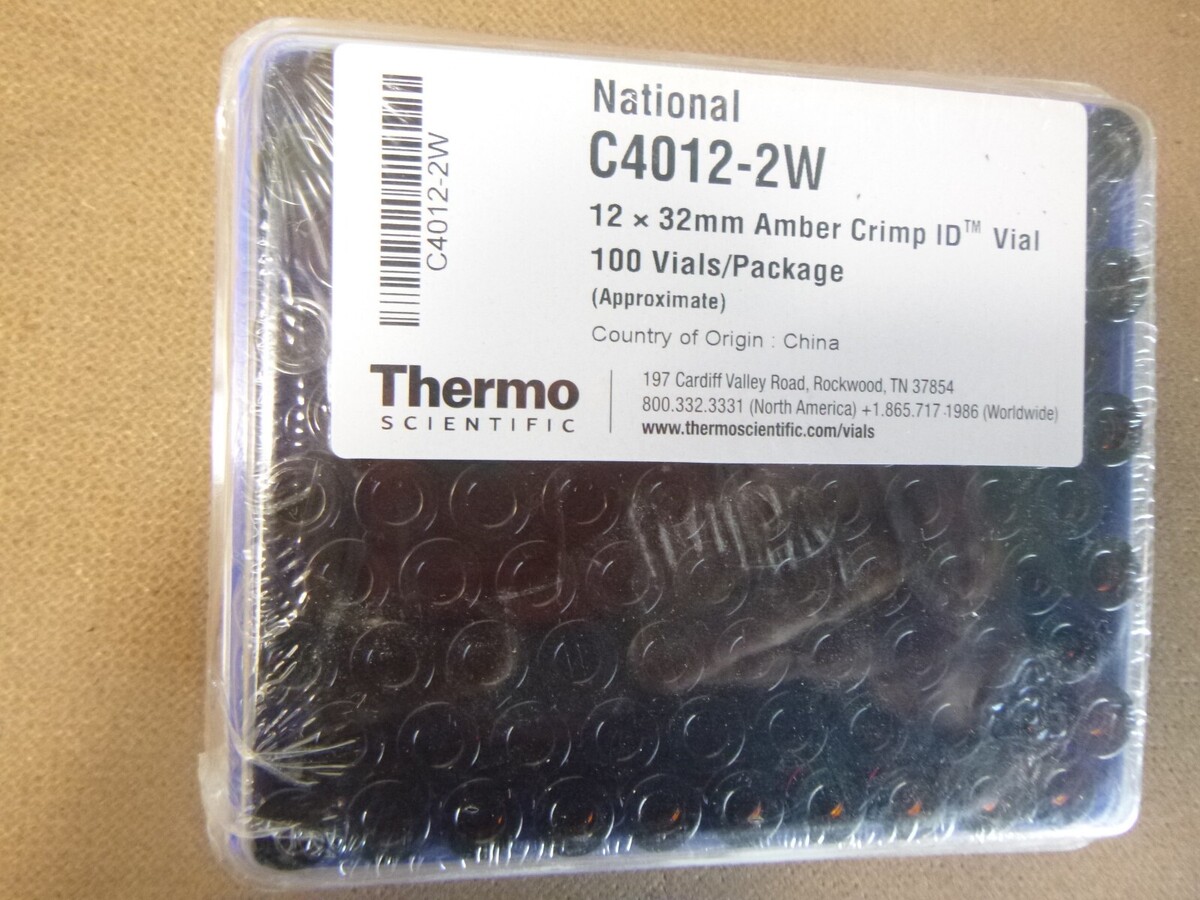 National
C4012-2W
12 × 32mm Amber Crimp ID™ Vial
100 Vials/Package
(Approximate)
Country of Origin : China
C4012-2W
Thermo
SCIENTIFIC
197 Cardiff Valley Road, Rockwood, TN 37854
800.332.3331 (North America) +1.865.717.1986 (Worldwide)
www.thermoscientific.com/vials